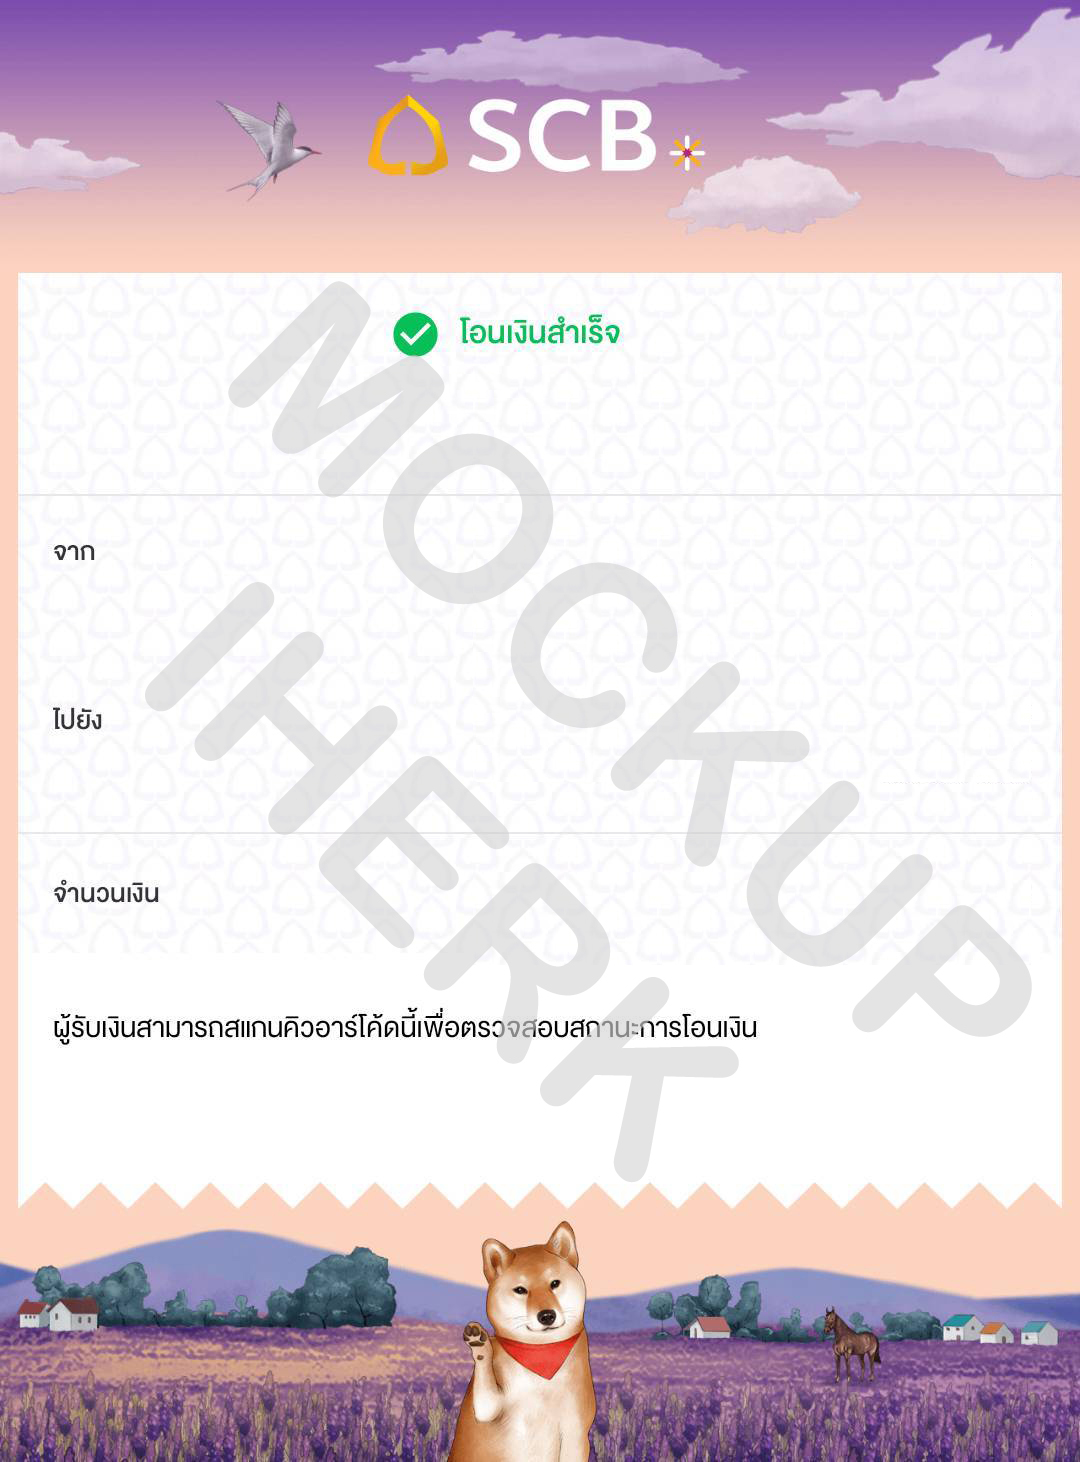 SCB
โอนเงินสำเร็จ
จาก
ไปยัง
จำนวนเงิน
ผู้รับเงินสามารถสแกนคิวอาร์โค้ดนี้เพื่อตรวจสอบสถานะการโอนเงิน
MOCKUP
IHERK